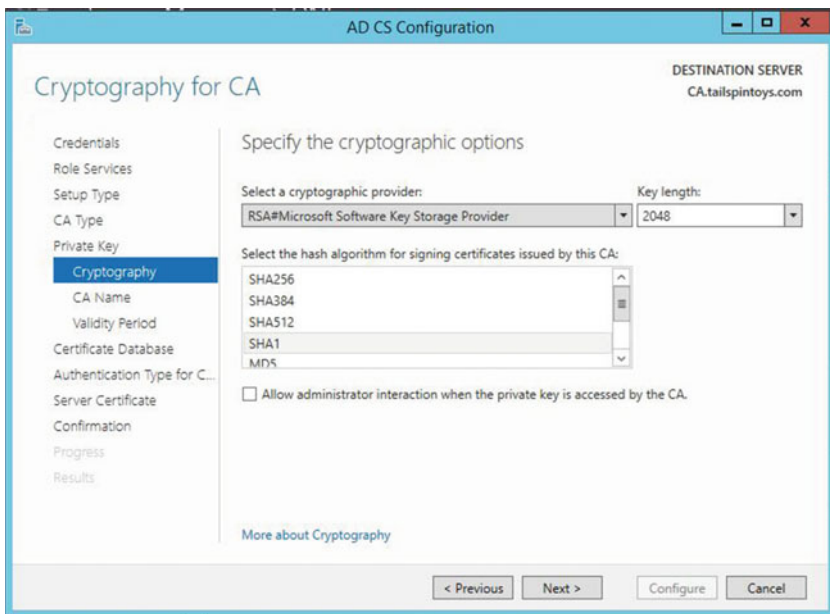 AD CS Configuration
Cryptography for CA
DESTINATION SERVER
CA.tailspintoys.com
Credentials
Role Services
Setup Type
CA Type
Private Key
Cryptography
CA Name
Validity Period
Certificate Database
Authentication Type for C...
Server Certificate
Confirmation
Progress
Results
Specify the cryptographic options
Select a cryptographic provider:
Key length:
RSA#Microsoft Software Key Storage Provider
2048
Select the hash algorithm for signing certificates issued by this CA:
SHA256
SHA384
SHA512
SHA1
MD5
Allow administrator interaction when the private key is accessed by the CA.
More about Cryptography
< Previous
Next >
Configure
Cancel